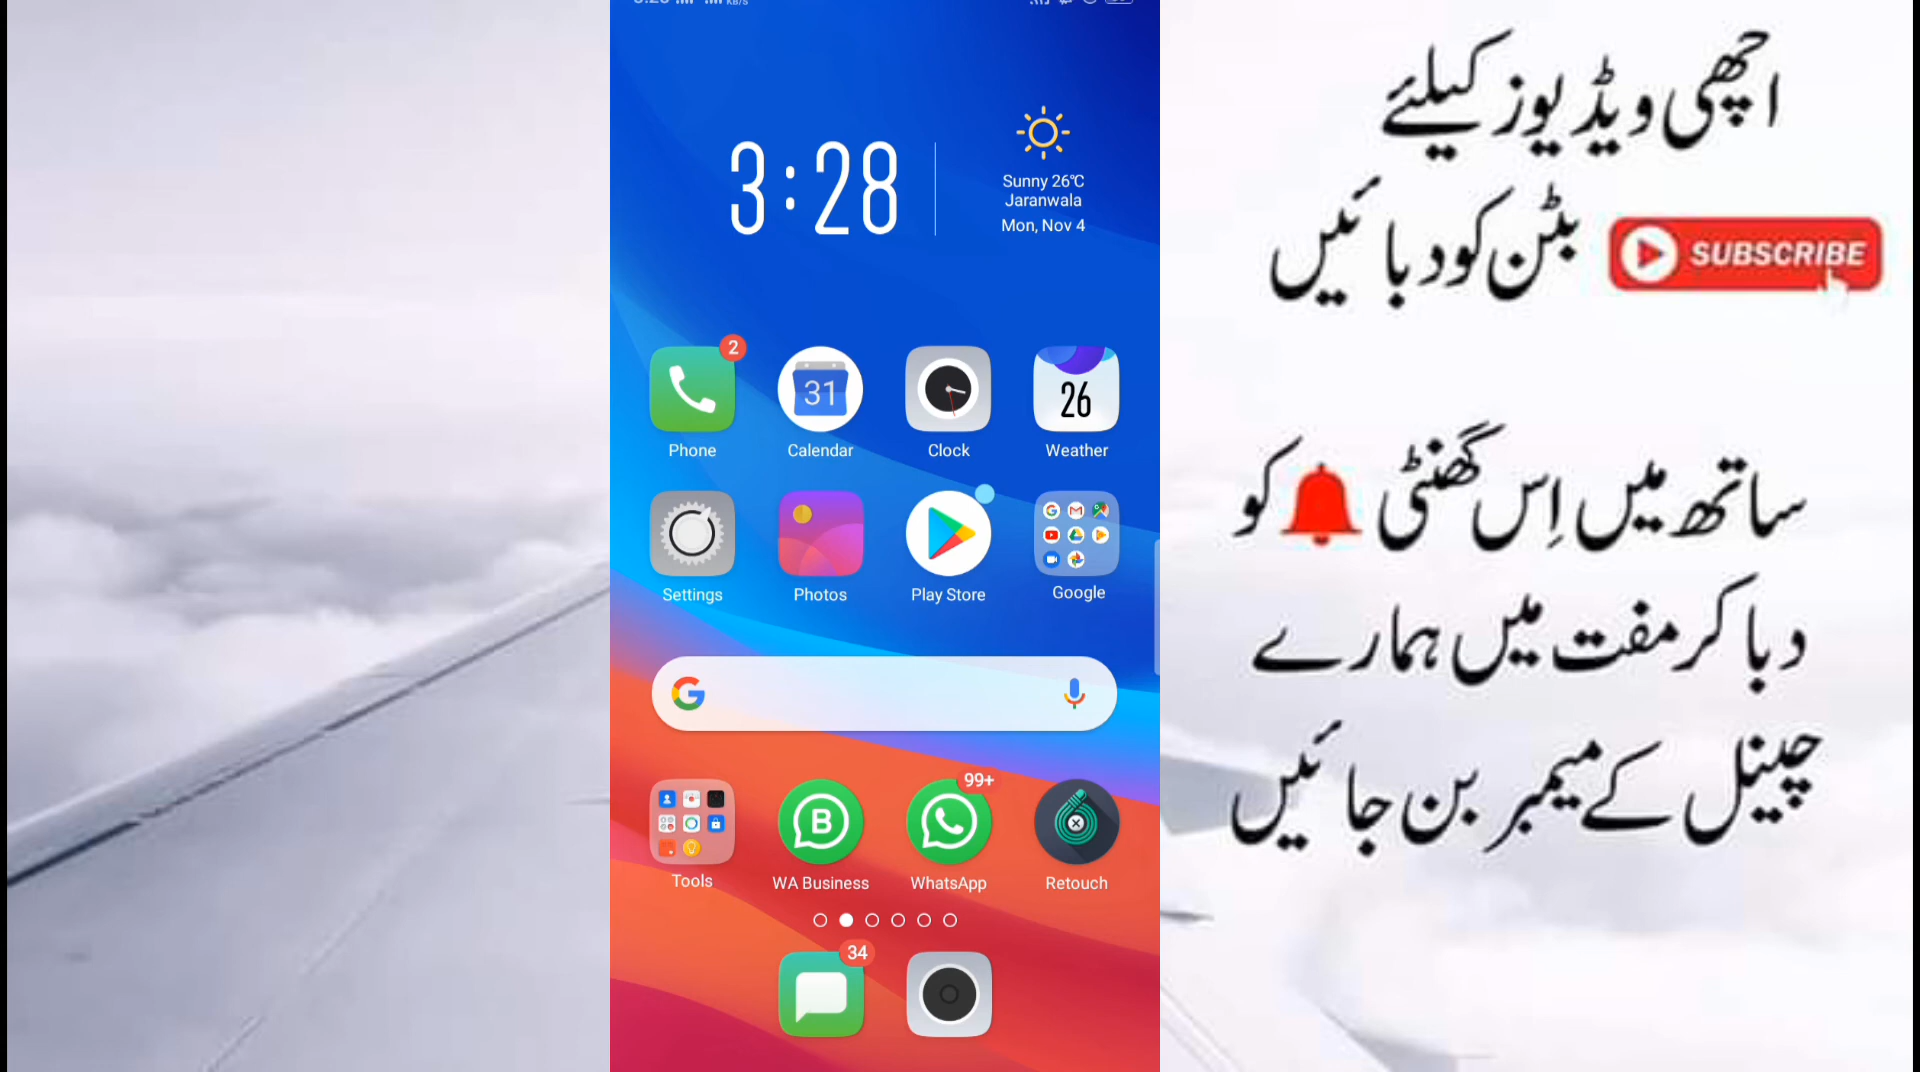 3:28
Sunny 26℃
Jaranwala
Mon, Nov 4
2
31
26
Phone
Calendar
Clock
Weather
Settings
Photos
Play Store
Google
99+
B
Tools
WA Business
WhatsApp
Retouch
34
اچھی ویڈیوز کیلئے
SUBSCRIBE بٹن کو دبائیں
ساتھ میں اِس گھنٹی کو
دبا کر مفت میں ہمارے
چینل کے میمبر بن جائیں